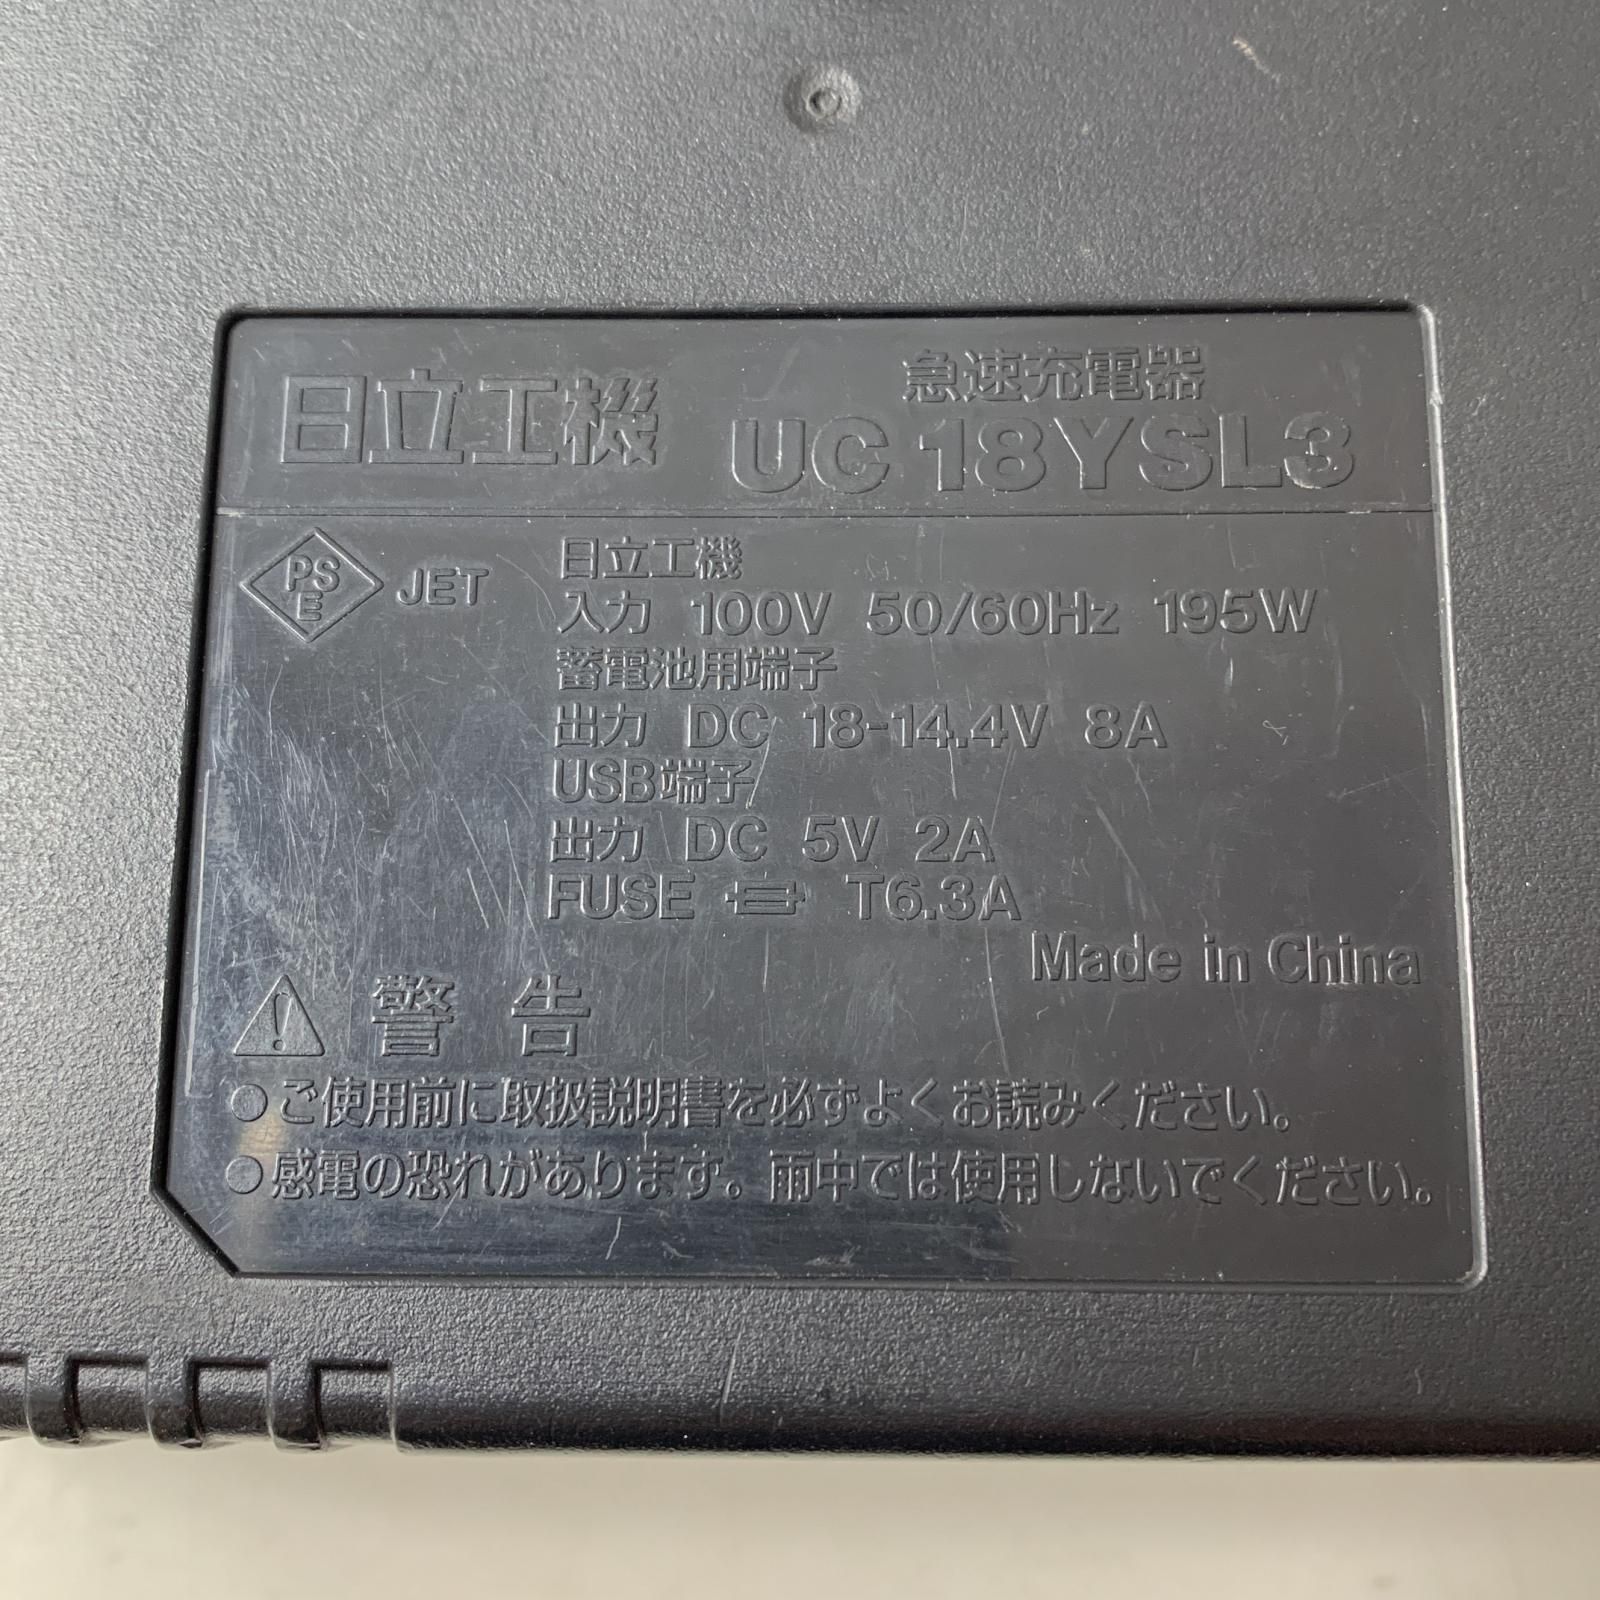 日立工機
急速充電器
UC 18YSL3
PS
E
JET
日立工機
入力 100V 50/60Hz 195W
蓄電池用端子
出力 DC 18-14.4V 8A
USB端子
出力 DC 5V 2A
FUSE T6.3A
Made in China
警告
●ご使用前に取扱説明書を必ずよくお読みください。
●感電の恐れがあります。雨中では使用しないでください。